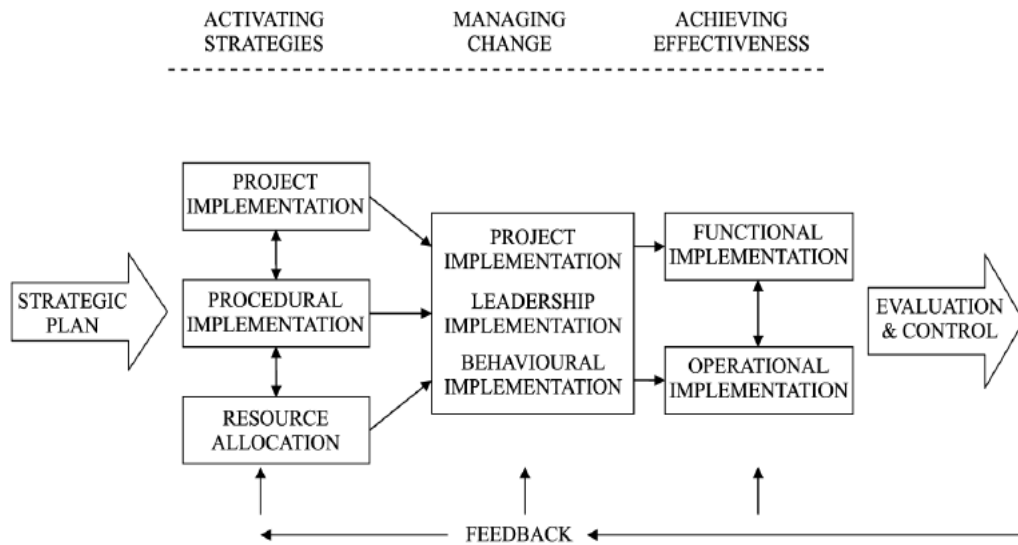 ACTIVATING
STRATEGIES
MANAGING
CHANGE
ACHIEVING
EFFECTIVENESS
STRATEGIC
PLAN
PROJECT
IMPLEMENTATION
PROCEDURAL
IMPLEMENTATION
RESOURCE
ALLOCATION
PROJECT
IMPLEMENTATION
LEADERSHIP
IMPLEMENTATION
BEHAVIOURAL
IMPLEMENTATION
FUNCTIONAL
IMPLEMENTATION
OPERATIONAL
IMPLEMENTATION
EVALUATION
& CONTROL
FEEDBACK